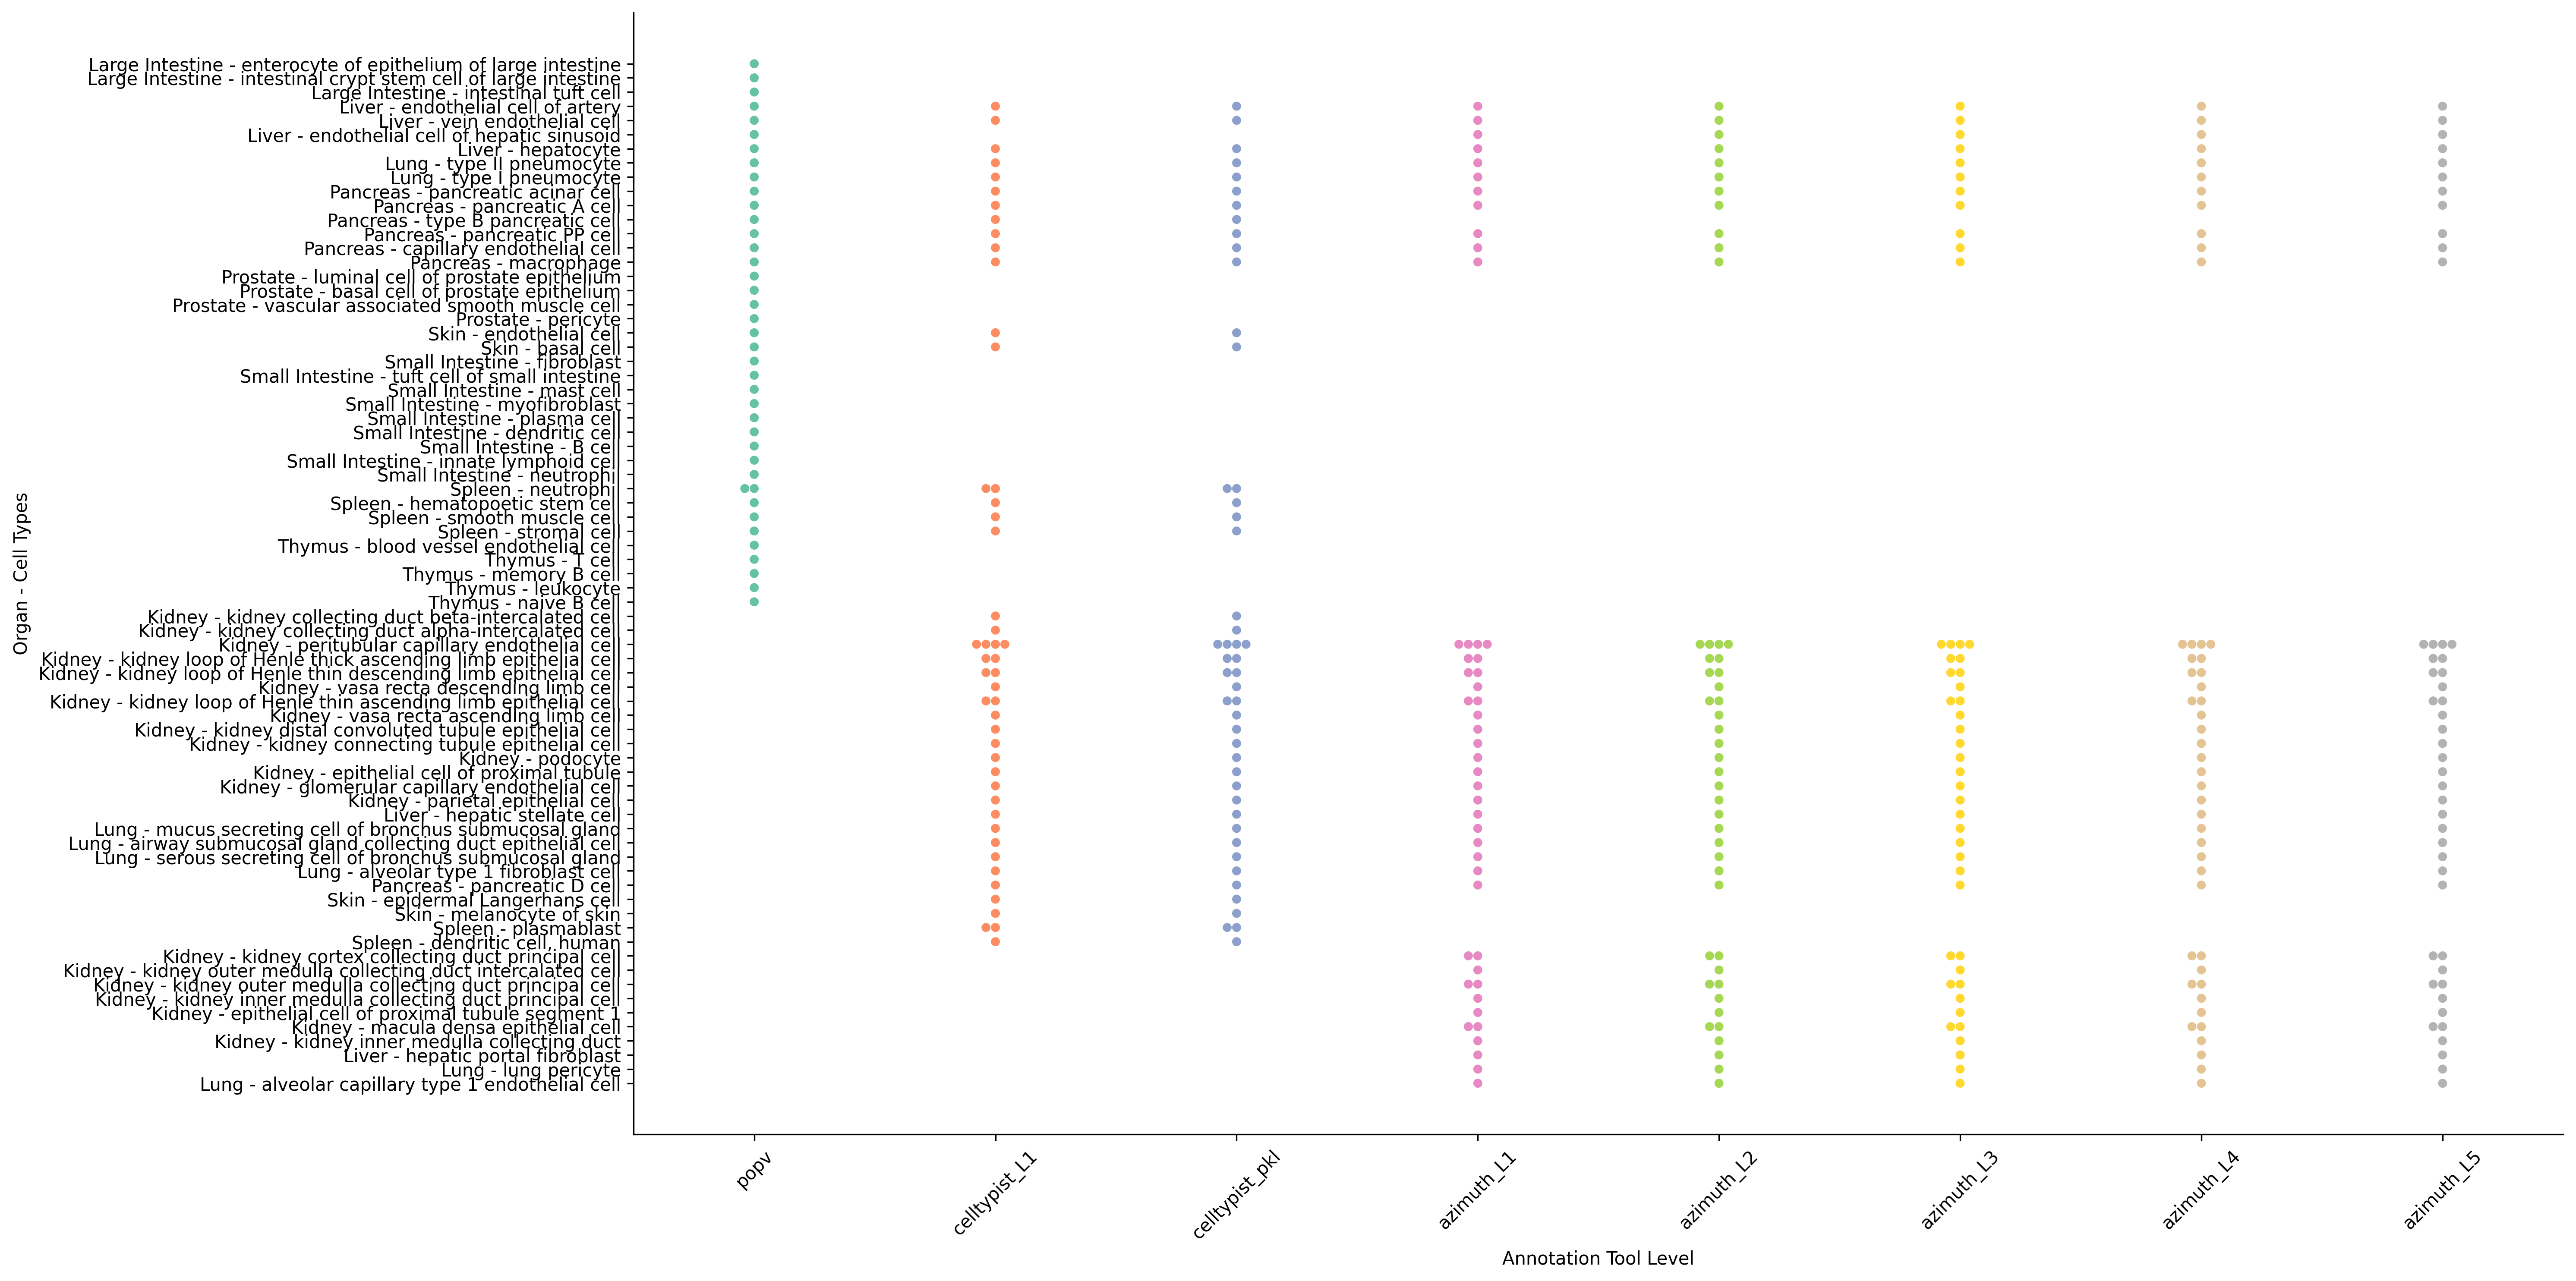 Large Intestine - enterocyte of epithelium of large intestine
Large Intestine - intestinal crypt stem cell of large intestine
Large Intestine - intestinal tuft cell
Liver - endothelial cell of artery
Liver - vein endothelial cell
Liver - endothelial cell of hepatic sinusoid
Liver - hepatocyte
Lung - type II pneumocyte
Lung - type I pneumocyte
Pancreas - pancreatic acinar cell
Pancreas - pancreatic A cell
Pancreas - type B pancreatic cell
Pancreas - pancreatic PP cell
Pancreas - capillary endothelial cell
Pancreas - macrophage
Prostate - luminal cell of prostate epithelium
Prostate - basal cell of prostate epithelium
Prostate - vascular associated smooth muscle cell
Prostate - pericyte
Skin - endothelial cell
Skin - basal cell
Small Intestine - fibroblast
Small Intestine - tuft cell of small intestine
Small Intestine - mast cell
Small Intestine - myofibroblast
Small Intestine - plasma cell
Small Intestine - dendritic cell
Small Intestine - B cell
Small Intestine - innate lymphoid cell
Small Intestine - neutrophil
Spleen - neutrophil
Spleen - hematopoetic stem cell
Spleen - smooth muscle cell
Spleen - stromal cell
Thymus - blood vessel endothelial cell
Thymus - T cell
Thymus - memory B cell
Thymus - leukocyte
Thymus - naive B cell
Kidney - kidney collecting duct beta-intercalated cell
Kidney - kidney collecting duct alpha-intercalated cell
Kidney - peritubular capillary endothelial cell
Kidney - kidney loop of Henle thick ascending limb epithelial cell
Kidney - kidney loop of Henle thin descending limb epithelial cell
Kidney - vasa recta descending limb cell
Kidney - kidney loop of Henle thin ascending limb epithelial cell
Kidney - vasa recta ascending limb cell
Kidney - kidney distal convoluted tubule epithelial cell
Kidney - kidney connecting tubule epithelial cell
Kidney - podocyte
Kidney - epithelial cell of proximal tubule
Kidney - glomerular capillary endothelial cell
Kidney - parietal epithelial cell
Liver - hepatic stellate cell
Lung - mucus secreting cell of bronchus submucosal gland
Lung - airway submucosal gland collecting duct epithelial cell
Lung - serous secreting cell of bronchus submucosal gland
Lung - alveolar type 1 fibroblast cell
Pancreas - pancreatic D cell
Skin - epidermal Langerhans cell
Skin - melanocyte of skin
Spleen - plasmablast
Spleen - dendritic cell, human
Kidney - kidney cortex collecting duct principal cell
Kidney - kidney outer medulla collecting duct intercalated cell
Kidney - kidney outer medulla collecting duct principal cell
Kidney - kidney inner medulla collecting duct principal cell
Kidney - epithelial cell of proximal tubule segment 1
Kidney - macula densa epithelial cell
Kidney - kidney inner medulla collecting duct
Liver - hepatic portal fibroblast
Lung - lung pericyte
Lung - alveolar capillary type 1 endothelial cell
Organ - Cell Types
popv
celltypist_L1
celltypist_pkl
azimuth_L1
azimuth_L2
azimuth_L3
azimuth_L4
azimuth_L5
Annotation Tool Level